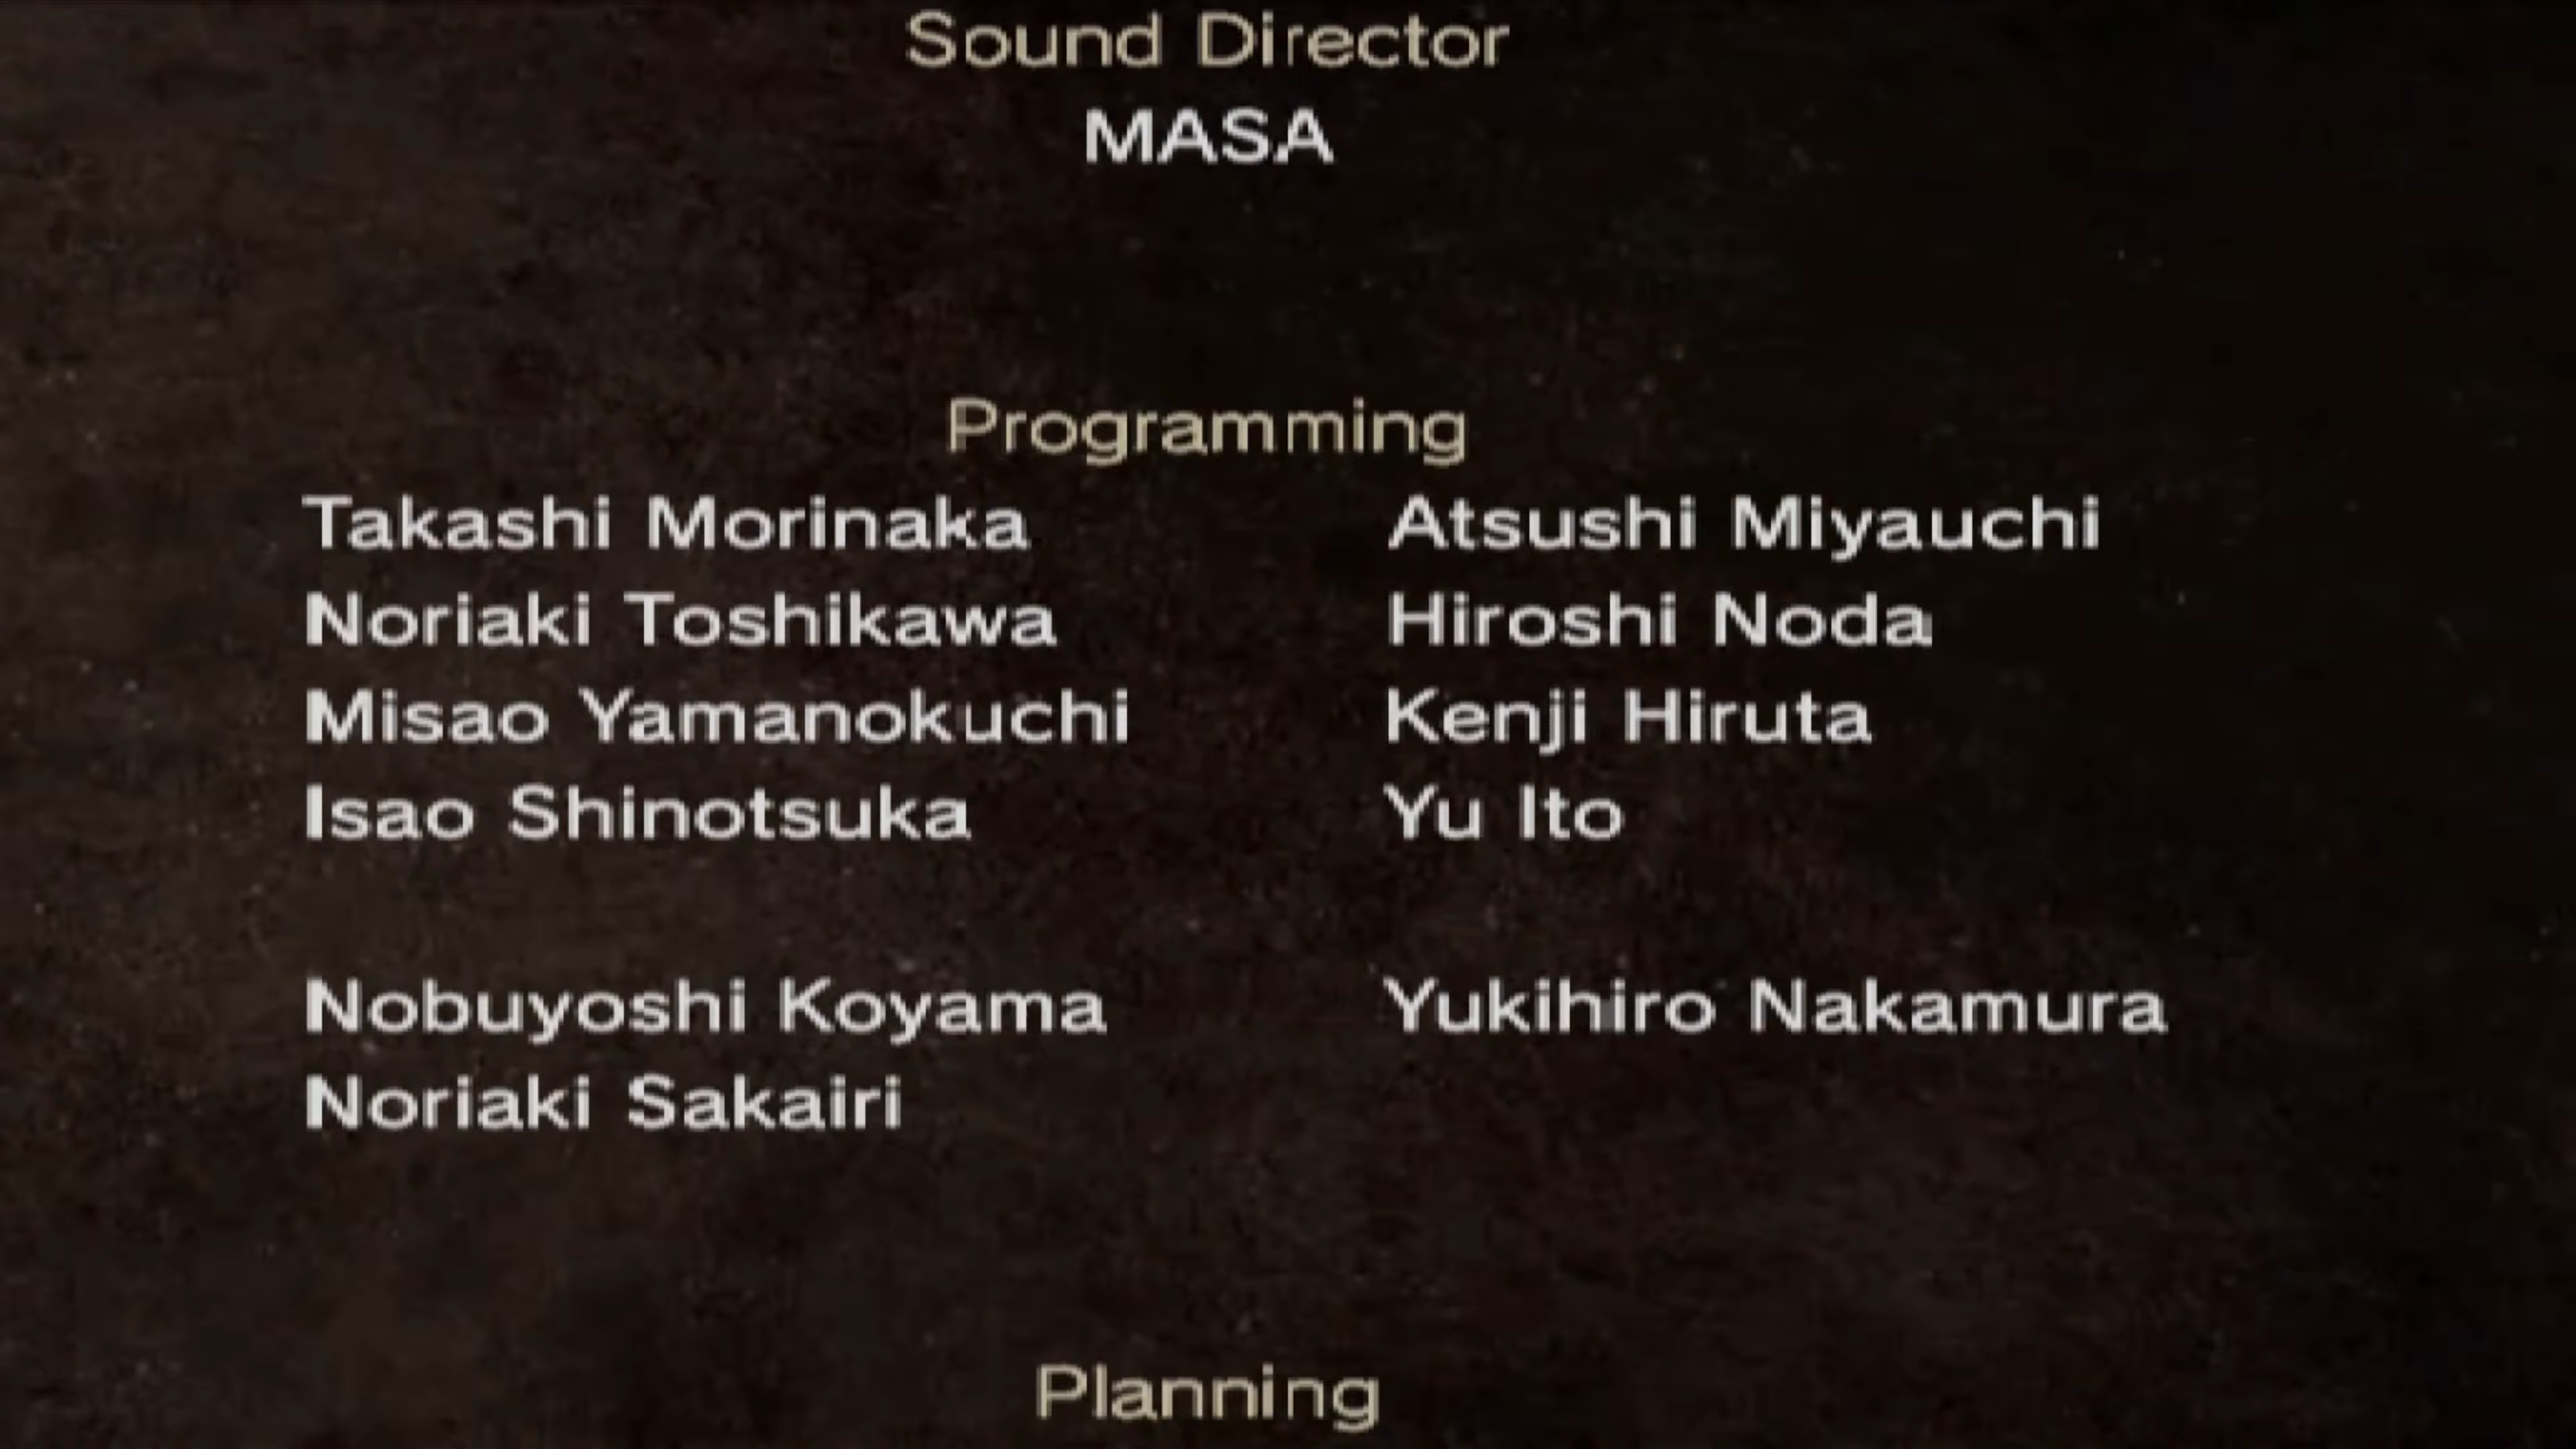 Sound Director
MASA
Programming
Takashi Morinaka Atsushi Miyauchi
Noriaki Toshikawa Hiroshi Noda
Misao Yamanokuchi Kenji Hiruta
Isao Shinotsuka Yu Ito
Nobuyoshi Koyama Yukihiro Nakamura
Noriaki Sakairi
Planning